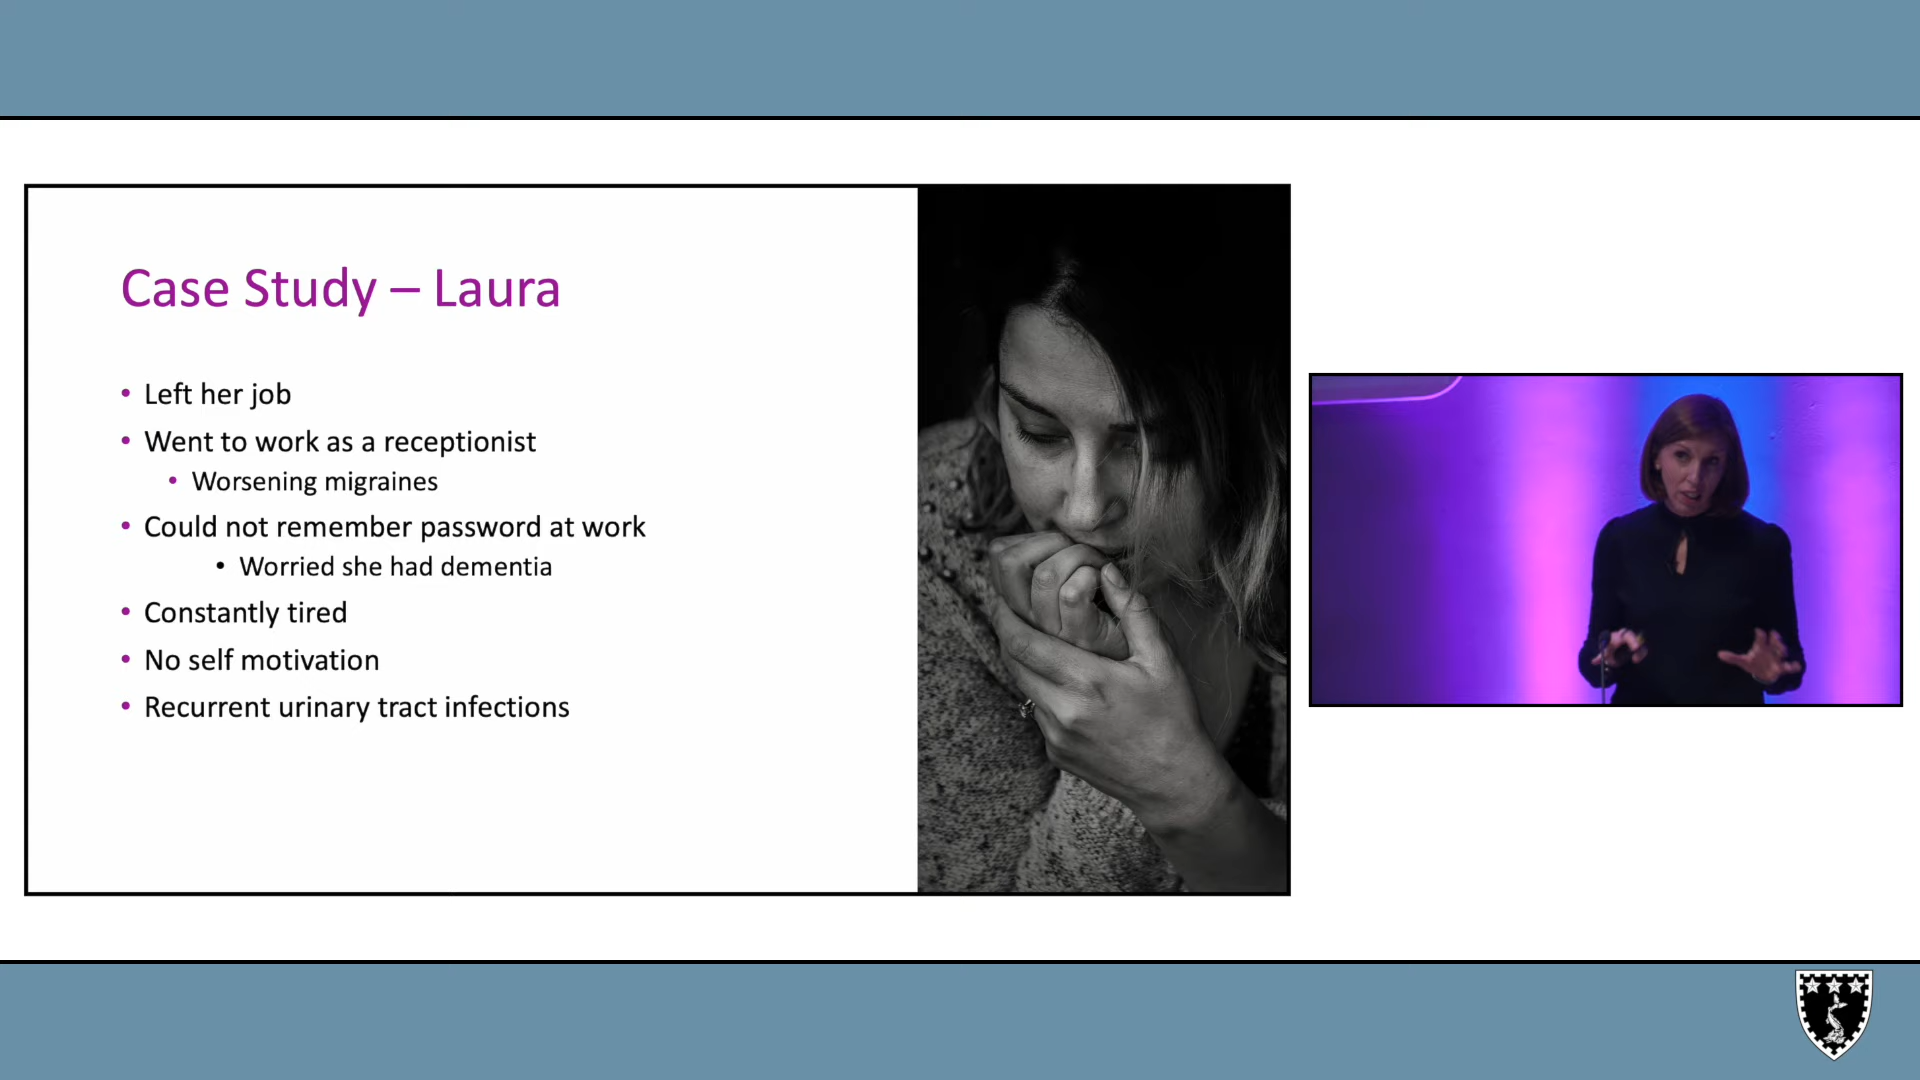 Case Study – Laura
• Left her job
• Went to work as a receptionist
• Worsening migraines
• Could not remember password at work
• Worried she had dementia
• Constantly tired
• No self motivation
• Recurrent urinary tract infections